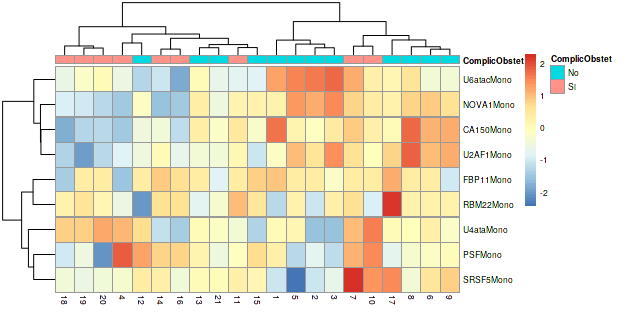 ComplicObstet
ComplicObstet
No
SI
U6atacMono
NOVA1Mono
CA150Mono
U2AF1Mono
FBP11Mono
RBM22Mono
U4ataMono
PSFMono
SRSF5Mono
2
1
0
-1
-2
18 19 20 4 12 14 16 13 21 11 15 1 5 2 3 7 10 17 8 6 9